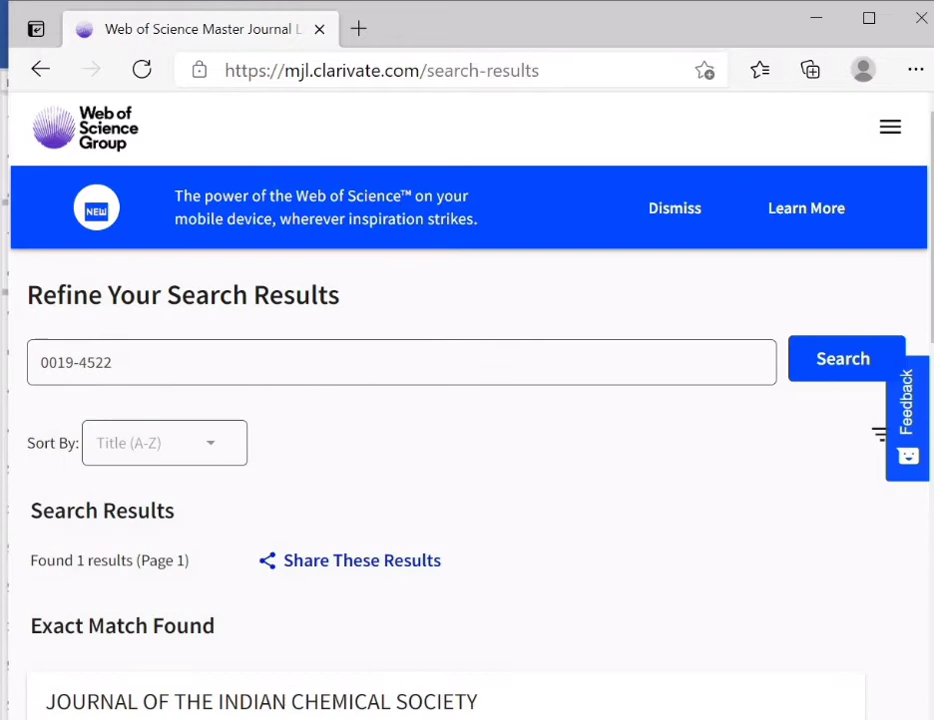 Web of Science Master Journal L
https://mjl.clarivate.com/search-results
Web of
Science
Group
NEW
The power of the Web of Science™ on your
mobile device, wherever inspiration strikes.
Dismiss
Learn More
Refine Your Search Results
0019-4522
Search
Feedback
Sort By:
Title (A-Z)
Search Results
Found 1 results (Page 1)
Share These Results
Exact Match Found
JOURNAL OF THE INDIAN CHEMICAL SOCIETY